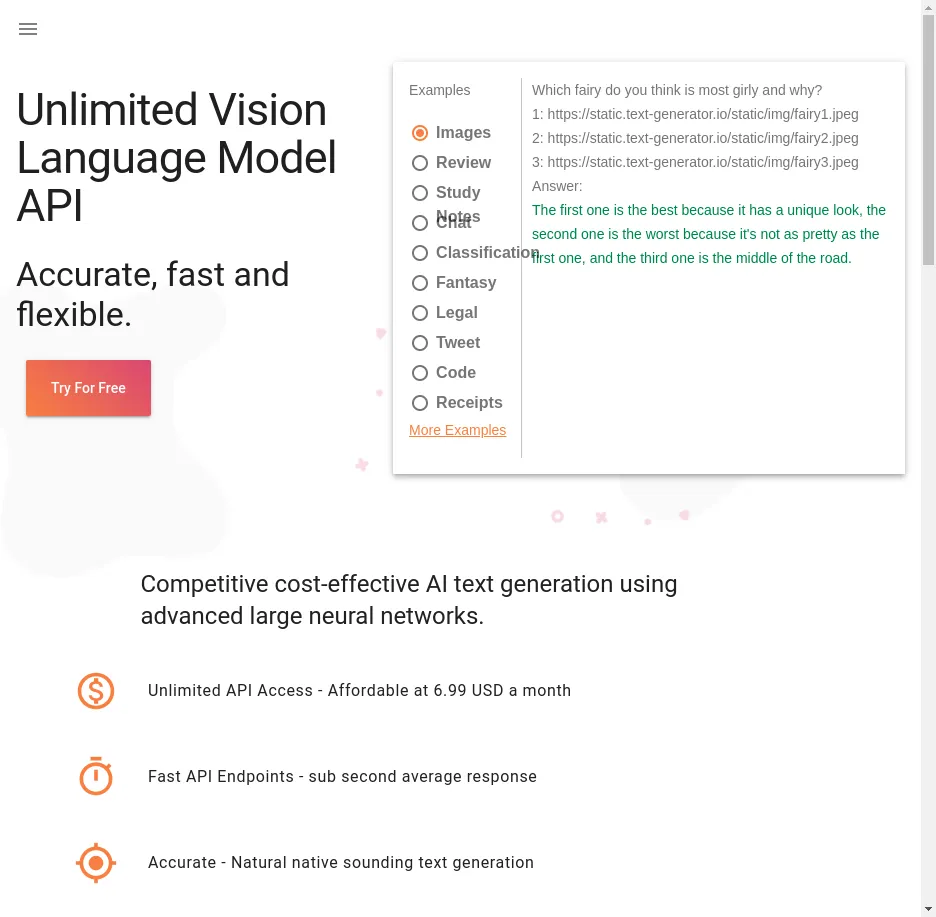 Unlimited Vision
Language Model
API
Accurate, fast and
flexible.
Try For Free
Examples
Images
Review
Study
Notes
Chat
Classification
Fantasy
Legal
Tweet
Code
Receipts
More Examples
Which fairy do you think is most girly and why?
1: https://static.text-generator.io/static/img/fairy1.jpeg
2: https://static.text-generator.io/static/img/fairy2.jpeg
3: https://static.text-generator.io/static/img/fairy3.jpeg
Answer:
The first one is the best because it has a unique look, the
second one is the worst because it's not as pretty as the
first one, and the third one is the middle of the road.
Competitive cost-effective AI text generation using
advanced large neural networks.
Unlimited API Access - Affordable at 6.99 USD a month
Fast API Endpoints - sub second average response
Accurate - Natural native sounding text generation